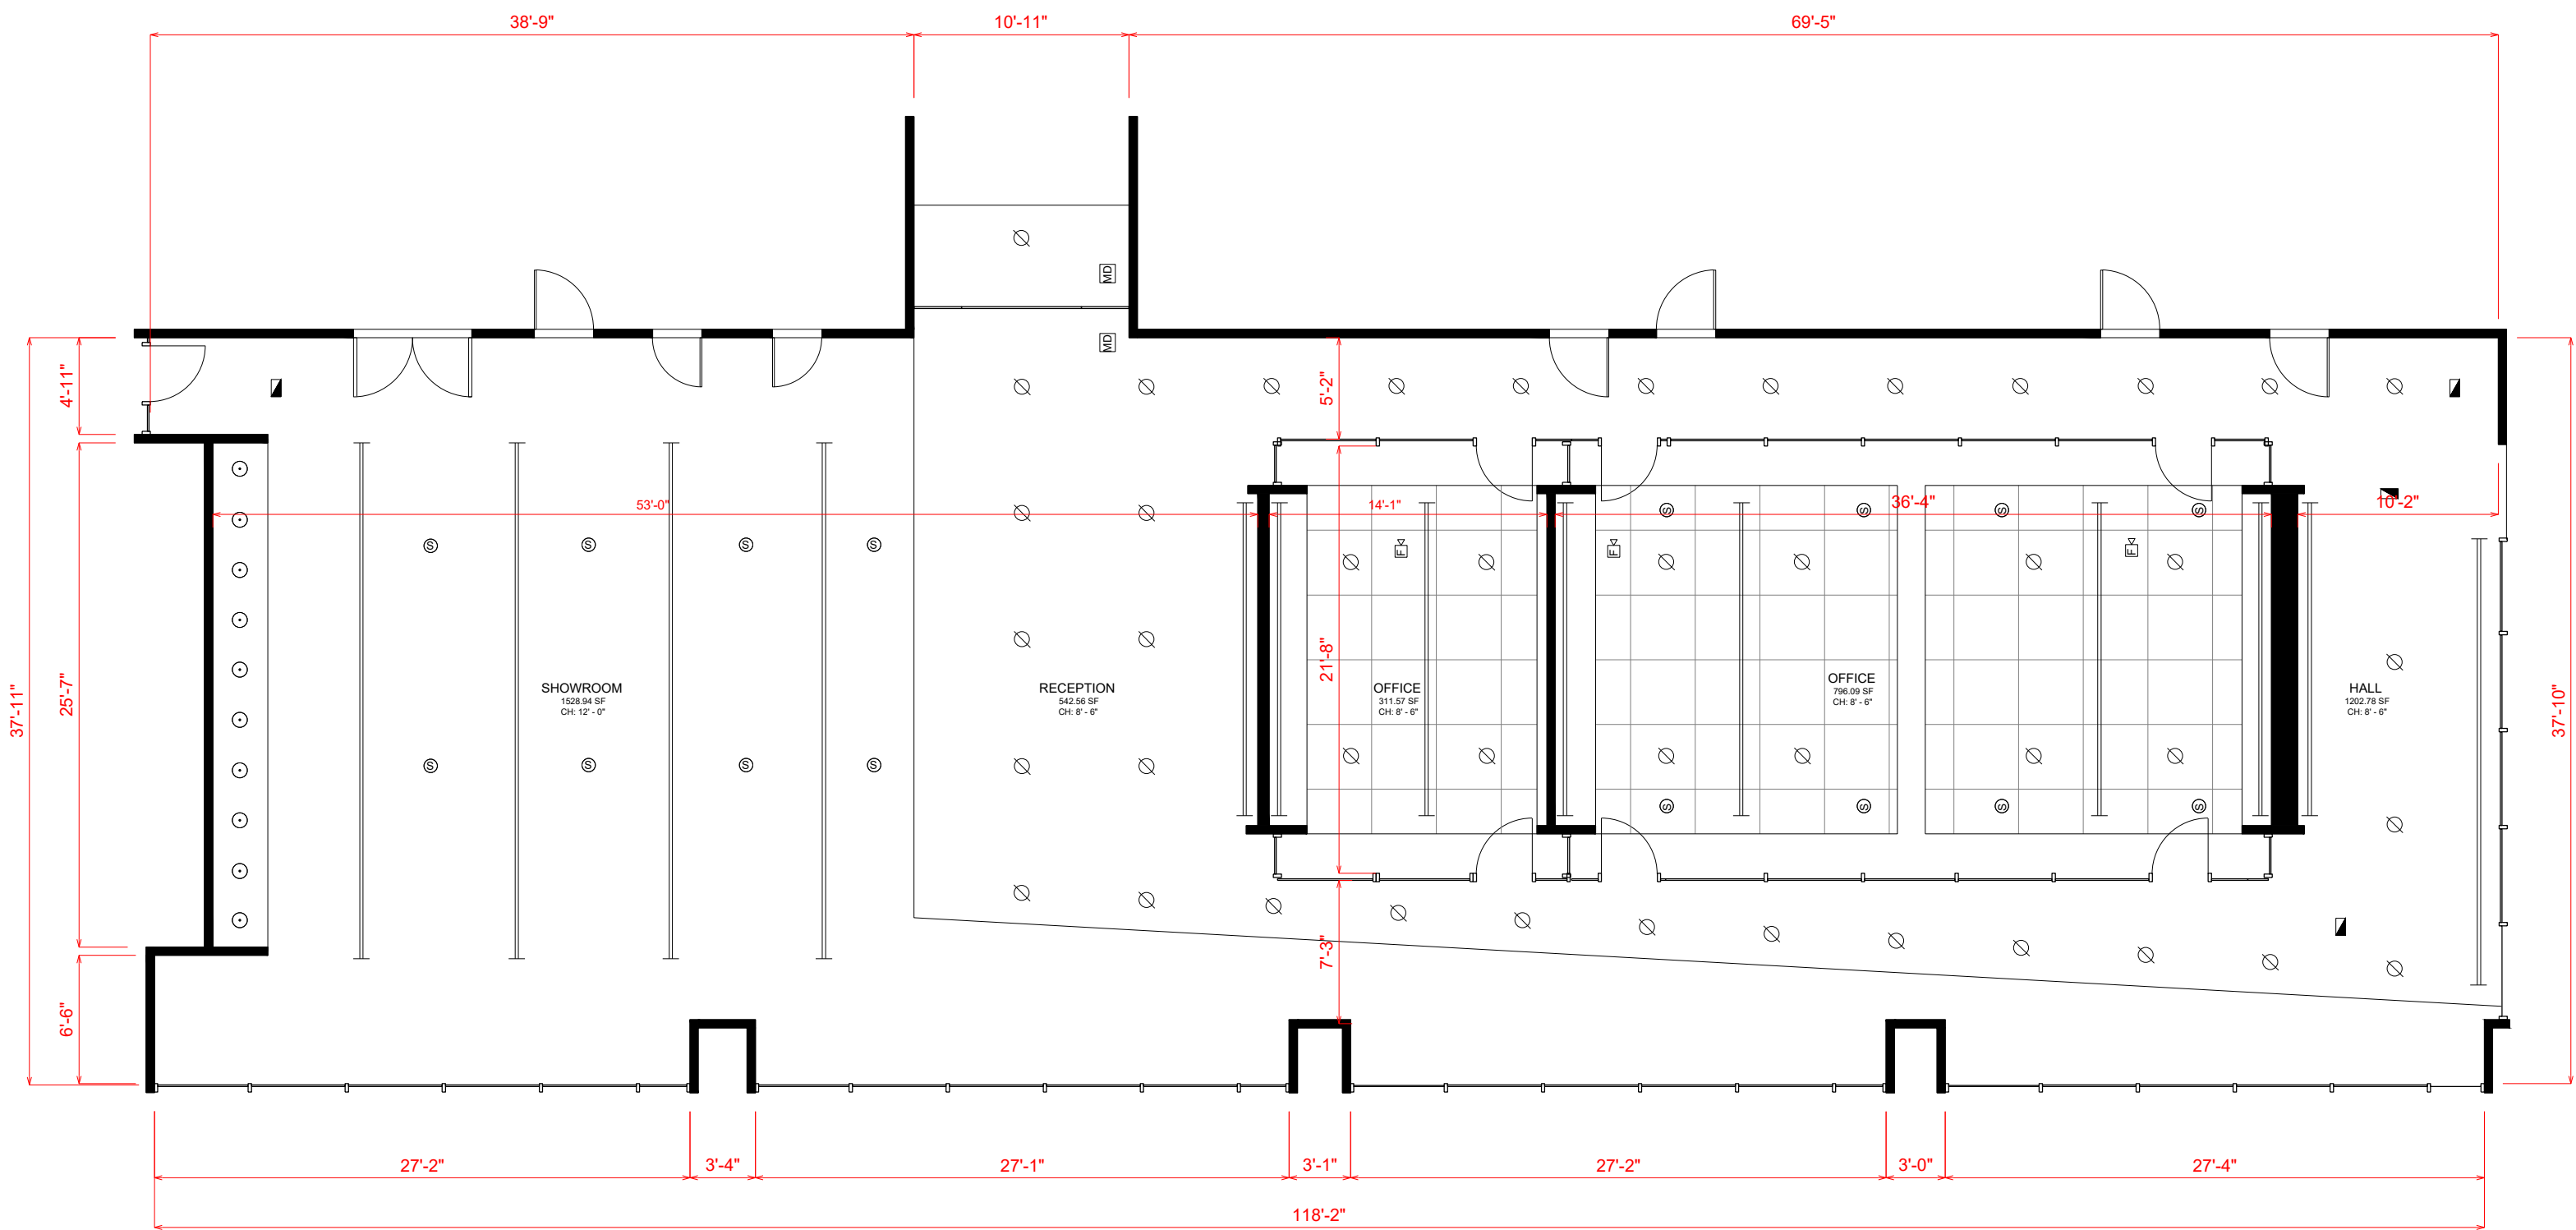 38'-9"
10'-11"
69'-5"
MD
MD
4'-11"
5'-2"
37'-11"
25'-7"
6'-6"
53'-0"
14'-1"
36'-4"
10'-2"
S
S
S
S
S
S
S
S
F
F
F
S
S
S
S
21'-8"
37'-10"
SHOWROOM
1528.94 SF
CH: 12' - 0"
RECEPTION
542.56 SF
CH: 8' - 6"
OFFICE
311.57 SF
CH: 8' - 6"
OFFICE
796.09 SF
CH: 8' - 6"
HALL
1202.78 SF
CH: 8' - 6"
S
S
S
S
7'-3"
27'-2"
3'-4"
27'-1"
3'-1"
27'-2"
3'-0"
27'-4"
118'-2"